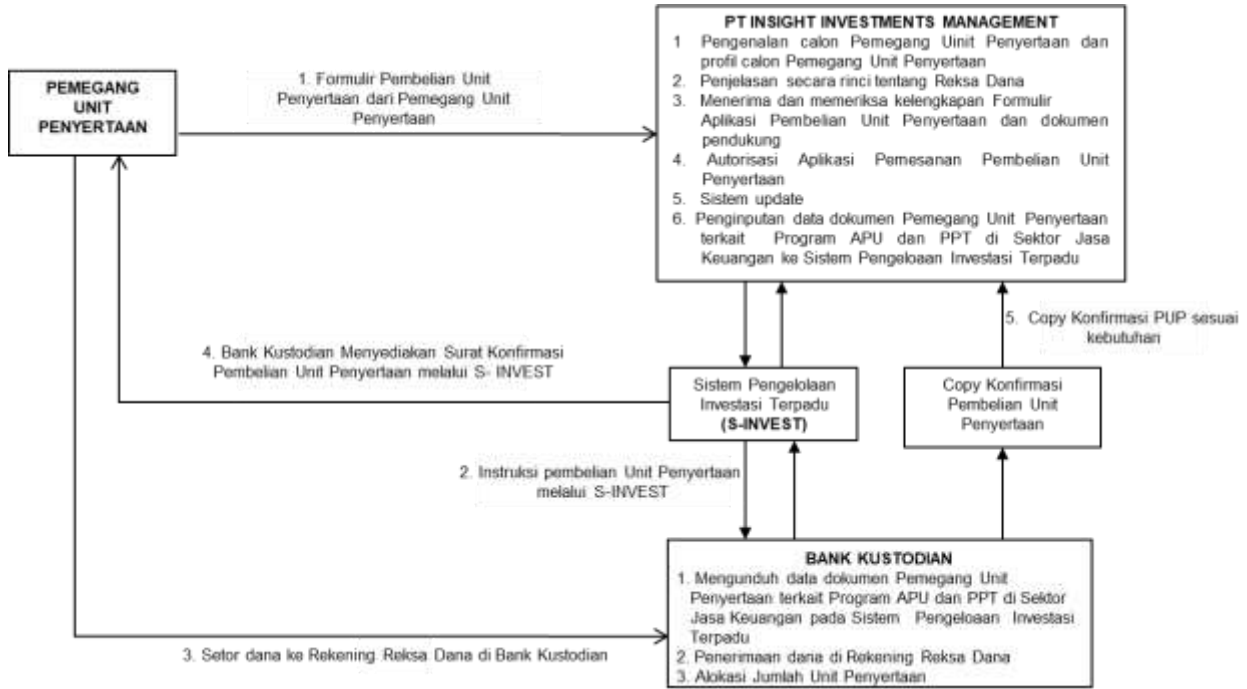 PT INSIGHT INVESTMENTS MANAGEMENT
1 Pengenalan calon Pemegang Uinit Penyertaan dan
profil calon Pemegang Unit Penyertaan
2. Penjelasan secara rinci tentang Reksa Dana
3. Menerima dan memeriksa kelengkapan Formulir
Aplikasi Pembelian Unit Penyertaan dan dokumen
pendukung
4. Autorisasi Aplikasi Pemesanan Pembelian Unit
Penyertaan
5. Sistem update
6. Penginputan data dokumen Pemegang Unit Penyertaan
terkait Program APU dan PPT di Sektor Jasa
Keuangan ke Sistem Pengeloaan Investasi Terpadu
PEMEGANG
UNIT
PENYERTAAN
1. Formulir Pembelian Unit
Penyertaan dari Pemegang Unit
Penyertaan
5. Copy Konfirmasi PUP sesuai
kebutuhan
4. Bank Kustodian Menyediakan Surat Konfirmasi
Pembelian Unit Penyertaan melalui S- INVEST
Sistem Pengelolaan
Investasi Terpadu
(S-INVEST)
Copy Konfirmasi
Pembelian Unit
Penyertaan
2. Instruksi pembelian Unit Penyertaan
melalui S-INVEST
BANK KUSTODIAN
1. Mengunduh data dokumen Pemegang Unit
Penyertaan terkait Program APU dan PPT di Sektor
Jasa Keuangan pada Sistem Pengeloaan Investasi
Terpadu
2. Penerimaan dana di Rekening Reksa Dana
3. Alokasi Jumlah Unit Penyertaan
3. Setor dana ke Rekening Reksa Dana di Bank Kustodian